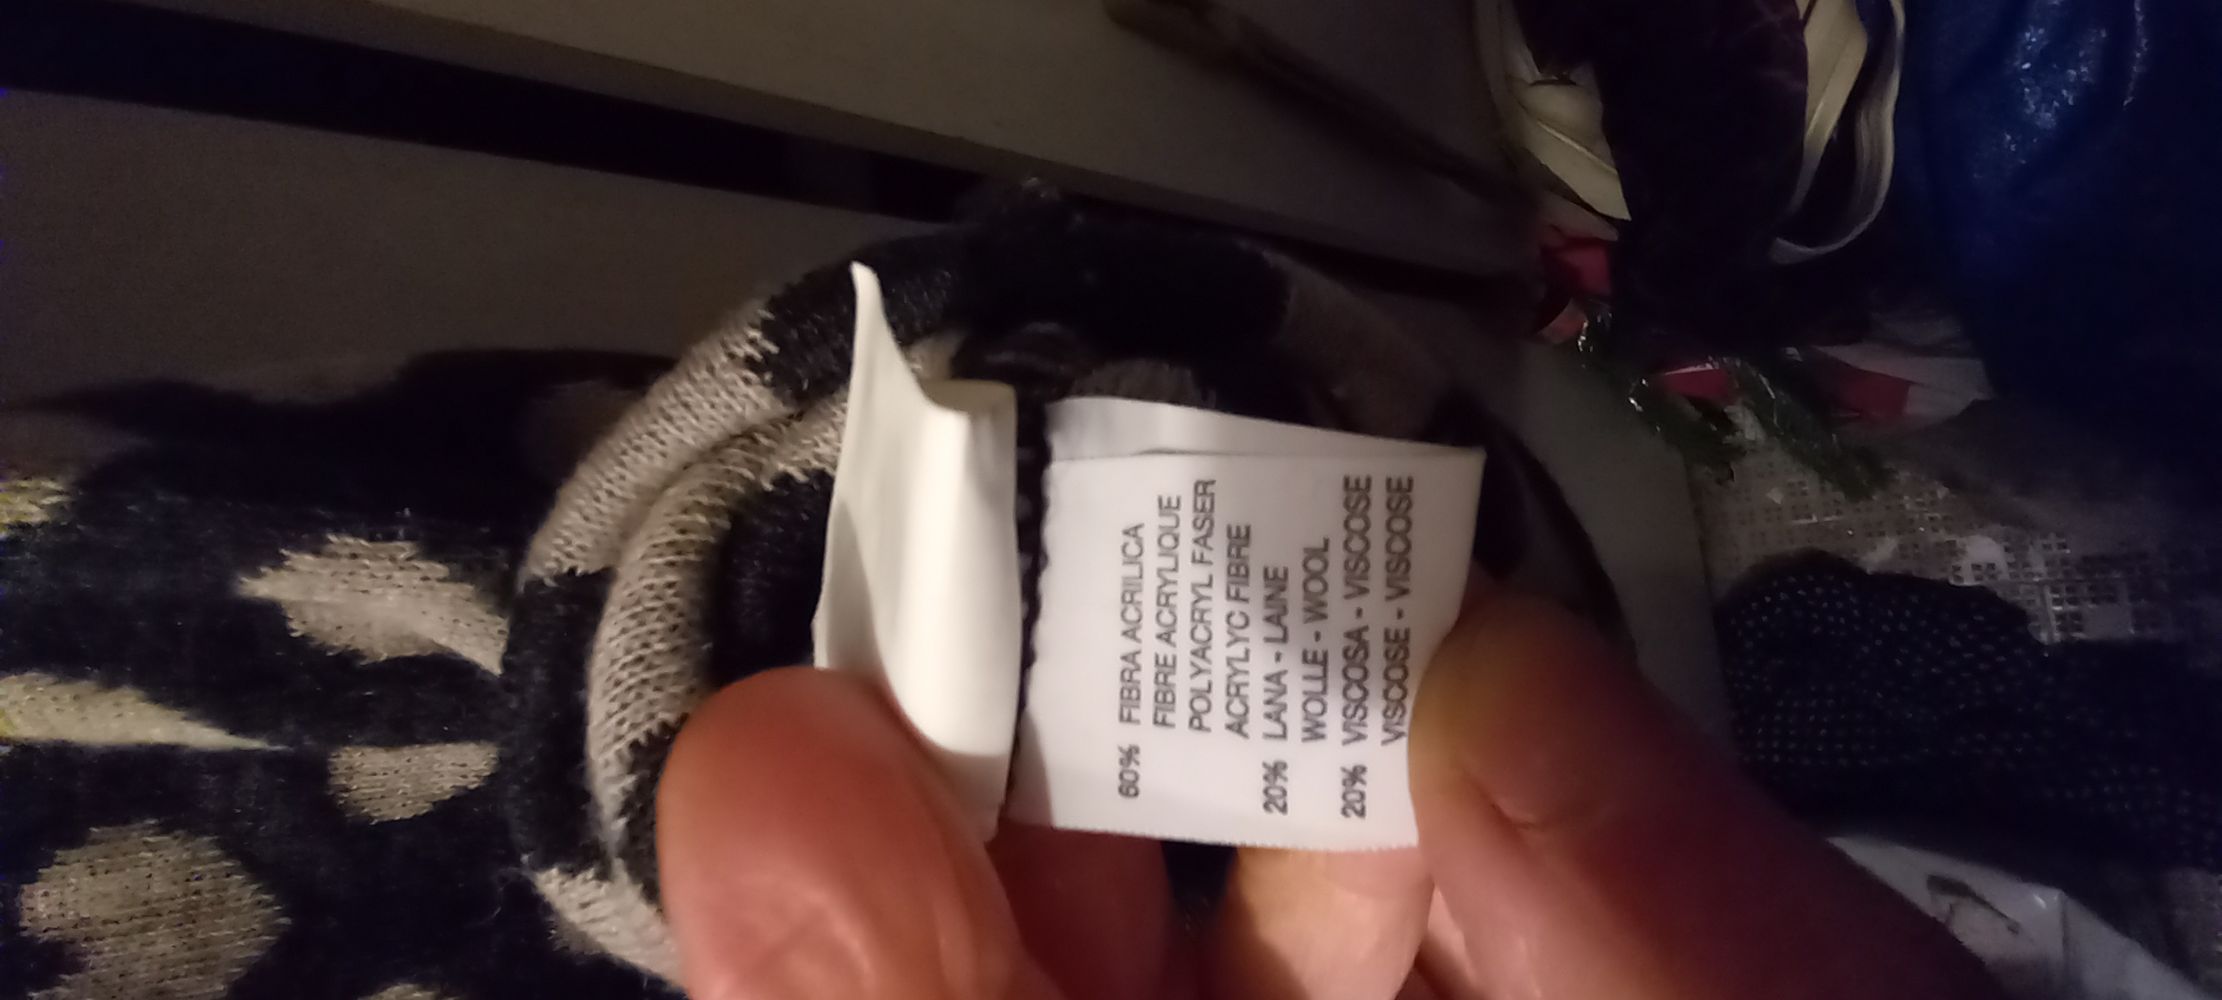 60% FIBRA ACRILICA
FIBRE ACRYLIQUE
POLYACRYL FASER
ACRYLYC FIBRE
20% LANA - LAINE
WOLLE - WOOL
20% VISCOSA - VISCOSE
VISCOSE - VISCOSE